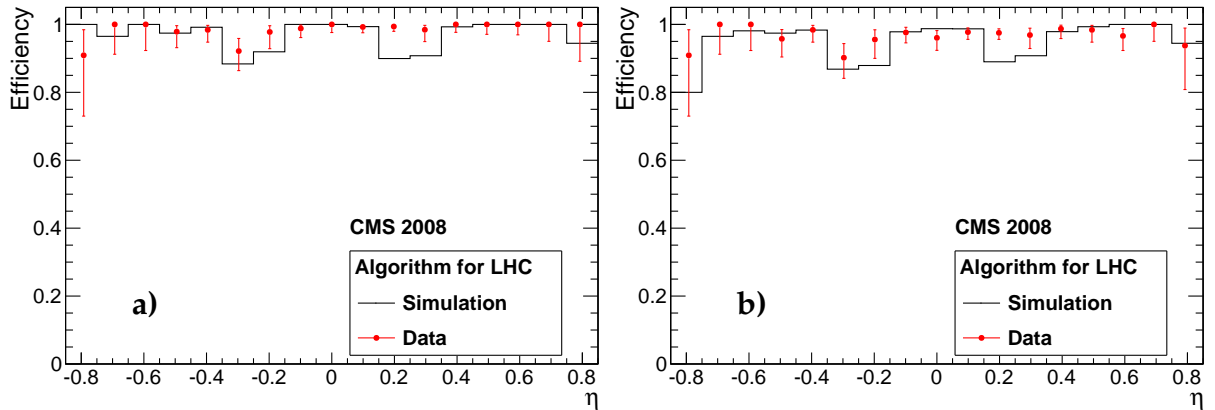 Efficiency
1
0.8
0.6
0.4
0.2
0
CMS 2008
Algorithm for LHC
Simulation
Data
a)
-0.8 -0.6 -0.4 -0.2 0 0.2 0.4 0.6 0.8
η
Efficiency
1
0.8
0.6
0.4
0.2
0
CMS 2008
Algorithm for LHC
Simulation
Data
b)
-0.8 -0.6 -0.4 -0.2 0 0.2 0.4 0.6 0.8
η